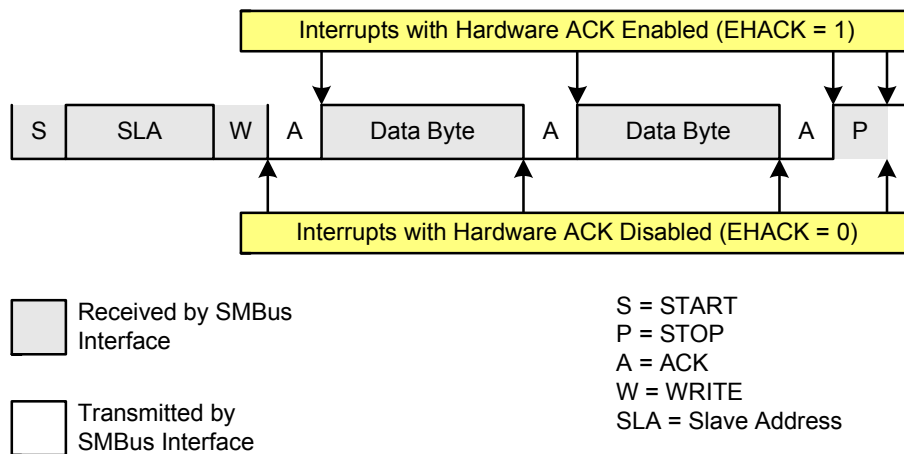 Interrupts with Hardware ACK Enabled (EHACK = 1)
S SLA W A Data Byte A Data Byte A P
Interrupts with Hardware ACK Disabled (EHACK = 0)
Received by SMBus
Interface
Transmitted by
SMBus Interface
S = START
P = STOP
A = ACK
W = WRITE
SLA = Slave Address